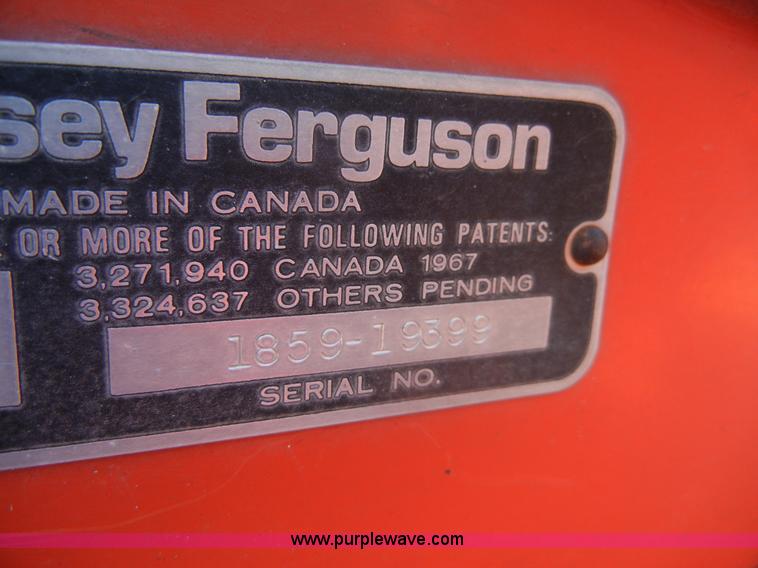 sey Ferguson
MADE IN CANADA
OR MORE OF THE FOLLOWING PATENTS:
3,271,940 CANADA 1967
3,324,637 OTHERS PENDING
1859-19399
SERIAL NO.
www.purplewave.com